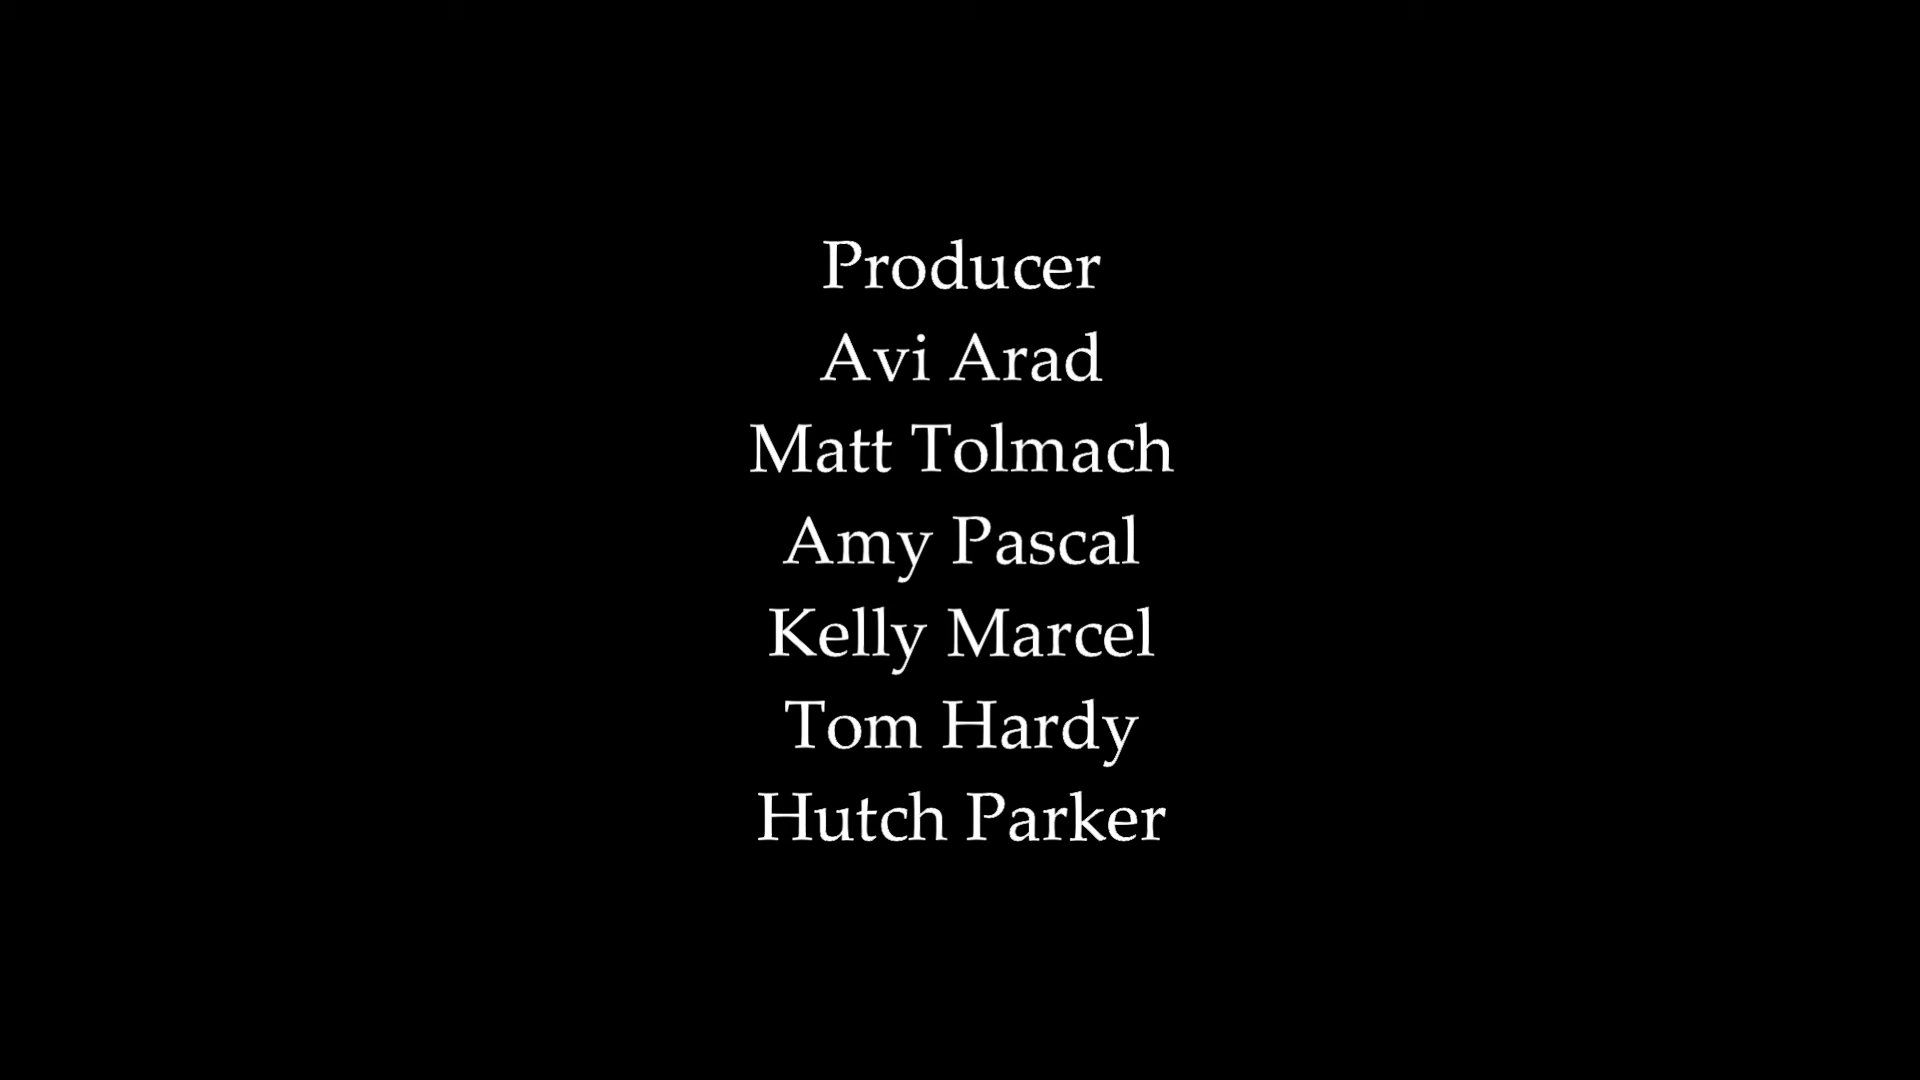 Producer
Avi Arad
Matt Tolmach
Amy Pascal
Kelly Marcel
Tom Hardy
Hutch Parker